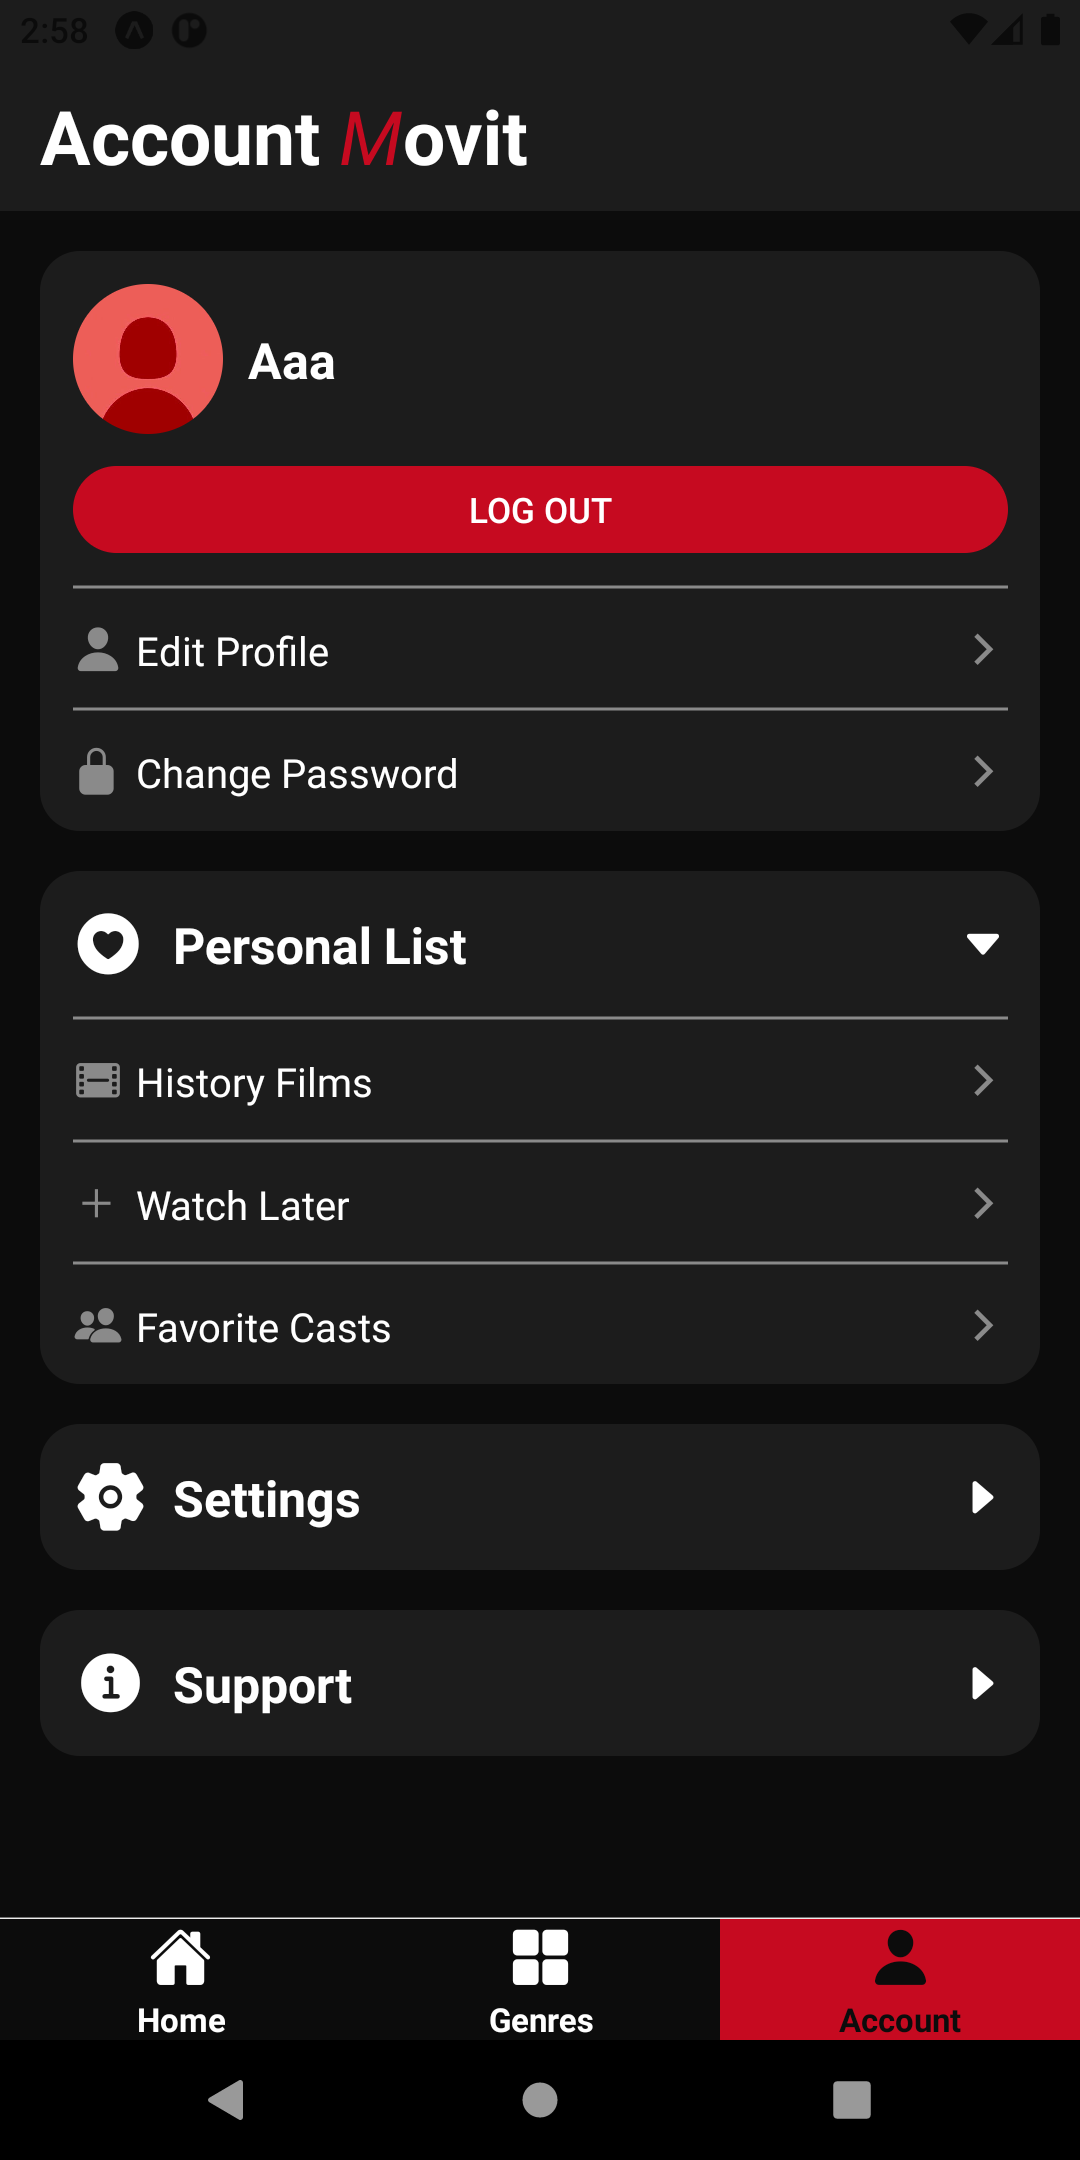 2:58
Account Movit
Aaa
LOG OUT
Edit Profile
Change Password
Personal List
History Films
Watch Later
Favorite Casts
Settings
Support
Home
Genres
Account